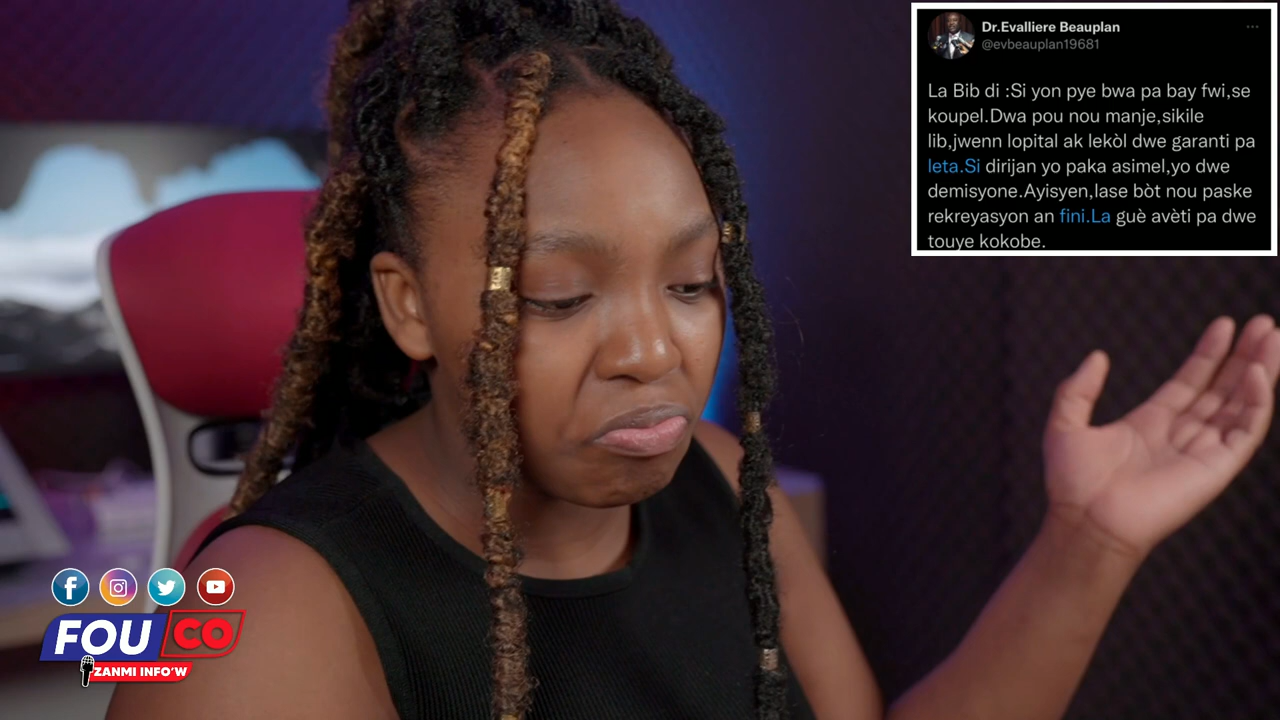 Dr.Evalliere Beauplan
@evbeauplan19681
La Bib di :Si yon pye bwa pa bay fwi,se
koupel.Dwa pou nou manje,sikile
lib,jwenn lopital ak lekòl dwe garanti pa
leta.Si dirijan yo paka asimel,yo dwe
demisyone.Ayisyen,lase bòt nou paske
rekreyasyon an fini.La guè avèti pa dwe
touye kokobe.
FOU CO
ZANMI INFO'W